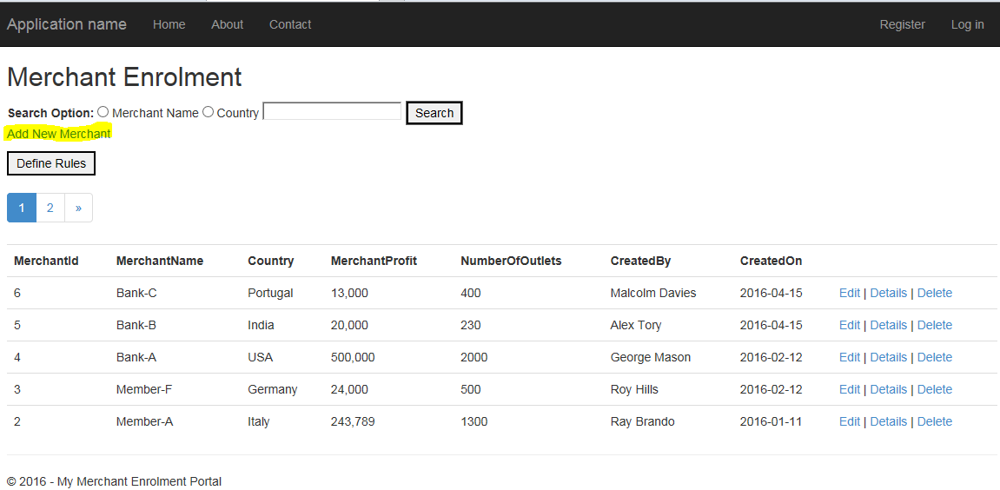 Application name Home About Contact Register Log in
Merchant Enrolment
Search Option: Merchant Name Country Search
Add New Merchant
Define Rules
1 2 »
MerchantId MerchantName Country MerchantProfit NumberOfOutlets CreatedBy CreatedOn
6 Bank-C Portugal 13,000 400 Malcolm Davies 2016-04-15 Edit | Details | Delete
5 Bank-B India 20,000 230 Alex Tory 2016-04-15 Edit | Details | Delete
4 Bank-A USA 500,000 2000 George Mason 2016-02-12 Edit | Details | Delete
3 Member-F Germany 24,000 500 Roy Hills 2016-02-12 Edit | Details | Delete
2 Member-A Italy 243,789 1300 Ray Brando 2016-01-11 Edit | Details | Delete
© 2016 - My Merchant Enrolment Portal